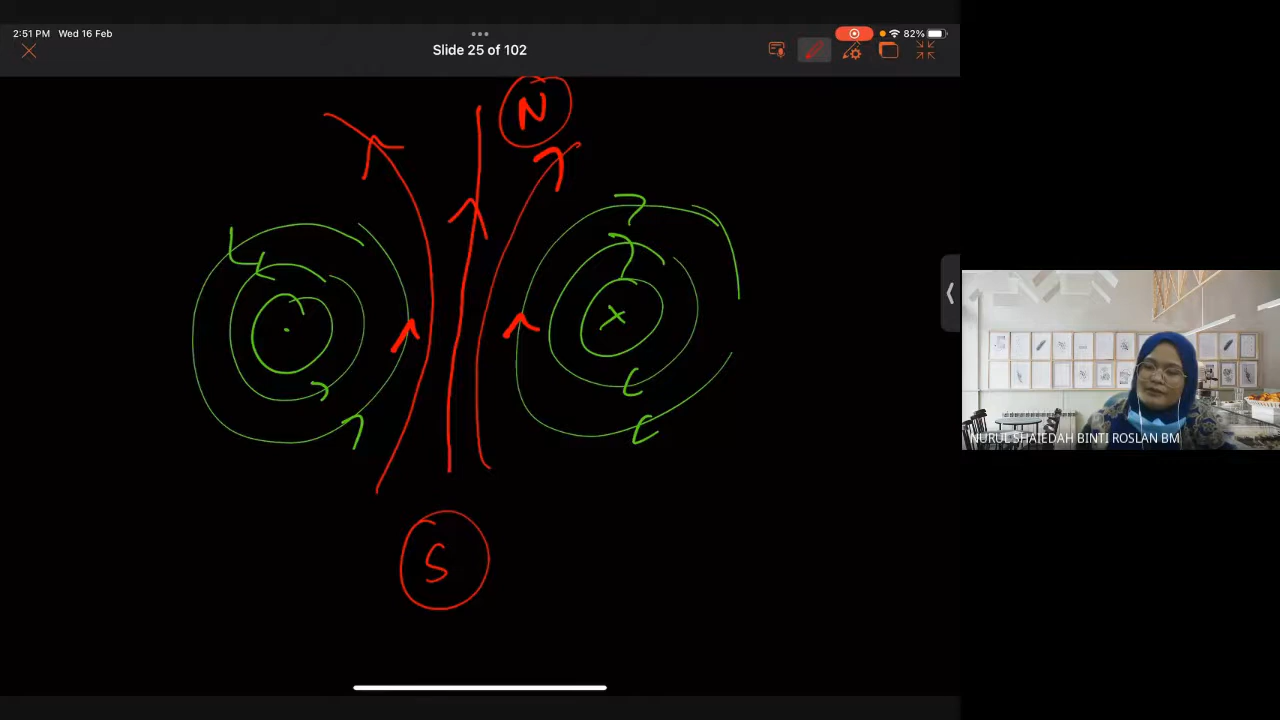 2:51 PM Wed 16 Feb
82%
Slide 25 of 102
N
x
S
NURUL SHAIEDAH BINTI ROSLAN BM